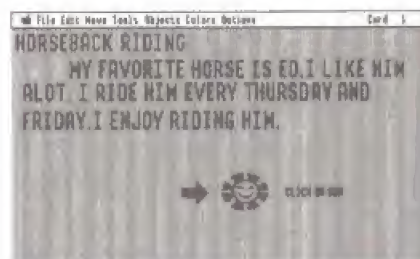 File Edit Move Tools Objects Colors Options Card 1
HORSEBACK RIDING
MY FAVORITE HORSE IS ED.I LIKE HIM
ALOT. I RIDE HIM EVERY THURSDAY AND
FRIDAY.I ENJOY RIDING HIM.
CLICK ON SUN